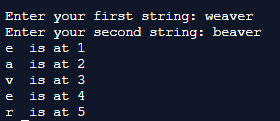 Enter your first string: weaver
Enter your second string: beaver
e  is at 1
a  is at 2
v  is at 3
e  is at 4
r  is at 5